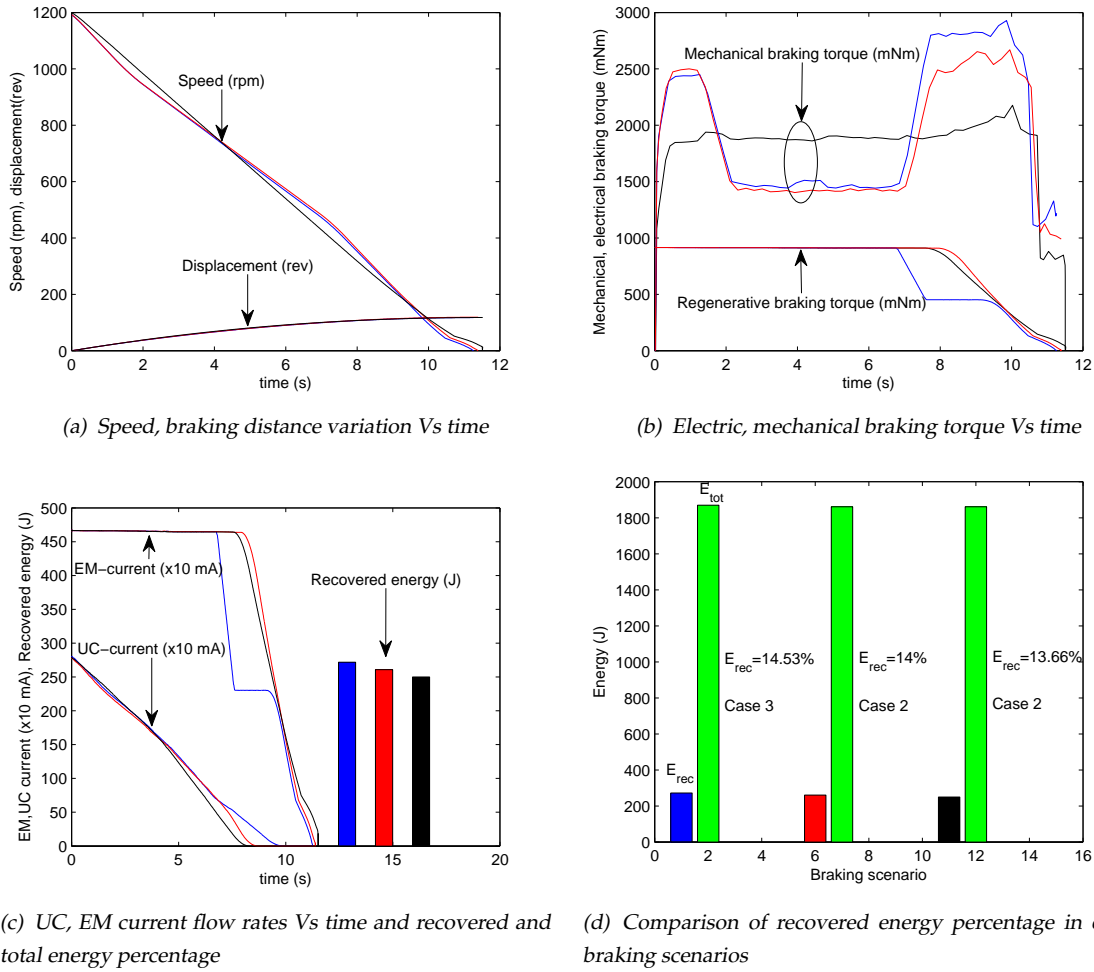 1200
1000
800
600
400
200
0
0 2 4 6 8 10 12
Speed (rpm), displacement(rev)
Speed (rpm)
Displacement (rev)
time (s)
(a) Speed, braking distance variation Vs time
3000
2500
2000
1500
1000
500
0
0 2 4 6 8 10 12
Mechanical, electrical braking torque (mNm)
Mechanical braking torque (mNm)
Regenerative braking torque (mNm)
time (s)
(b) Electric, mechanical braking torque Vs time
500
450
400
350
300
250
200
150
100
50
0
0 5 10 15 20
EM,UC current (x10 mA), Recovered energy (J)
EM−current (x10 mA)
Recovered energy (J)
UC−current (x10 mA)
time (s)
(c) UC, EM current flow rates Vs time and recovered and
total energy percentage
2000
1800
1600
1400
1200
1000
800
600
400
200
0
0 2 4 6 8 10 12 14 16
Energy (J)
E_tot
E_rec=14.53%
Case 3
E_rec=14%
Case 2
E_rec=13.66%
Case 2
E_rec
Braking scenario
(d) Comparison of recovered energy percentage in
braking scenarios